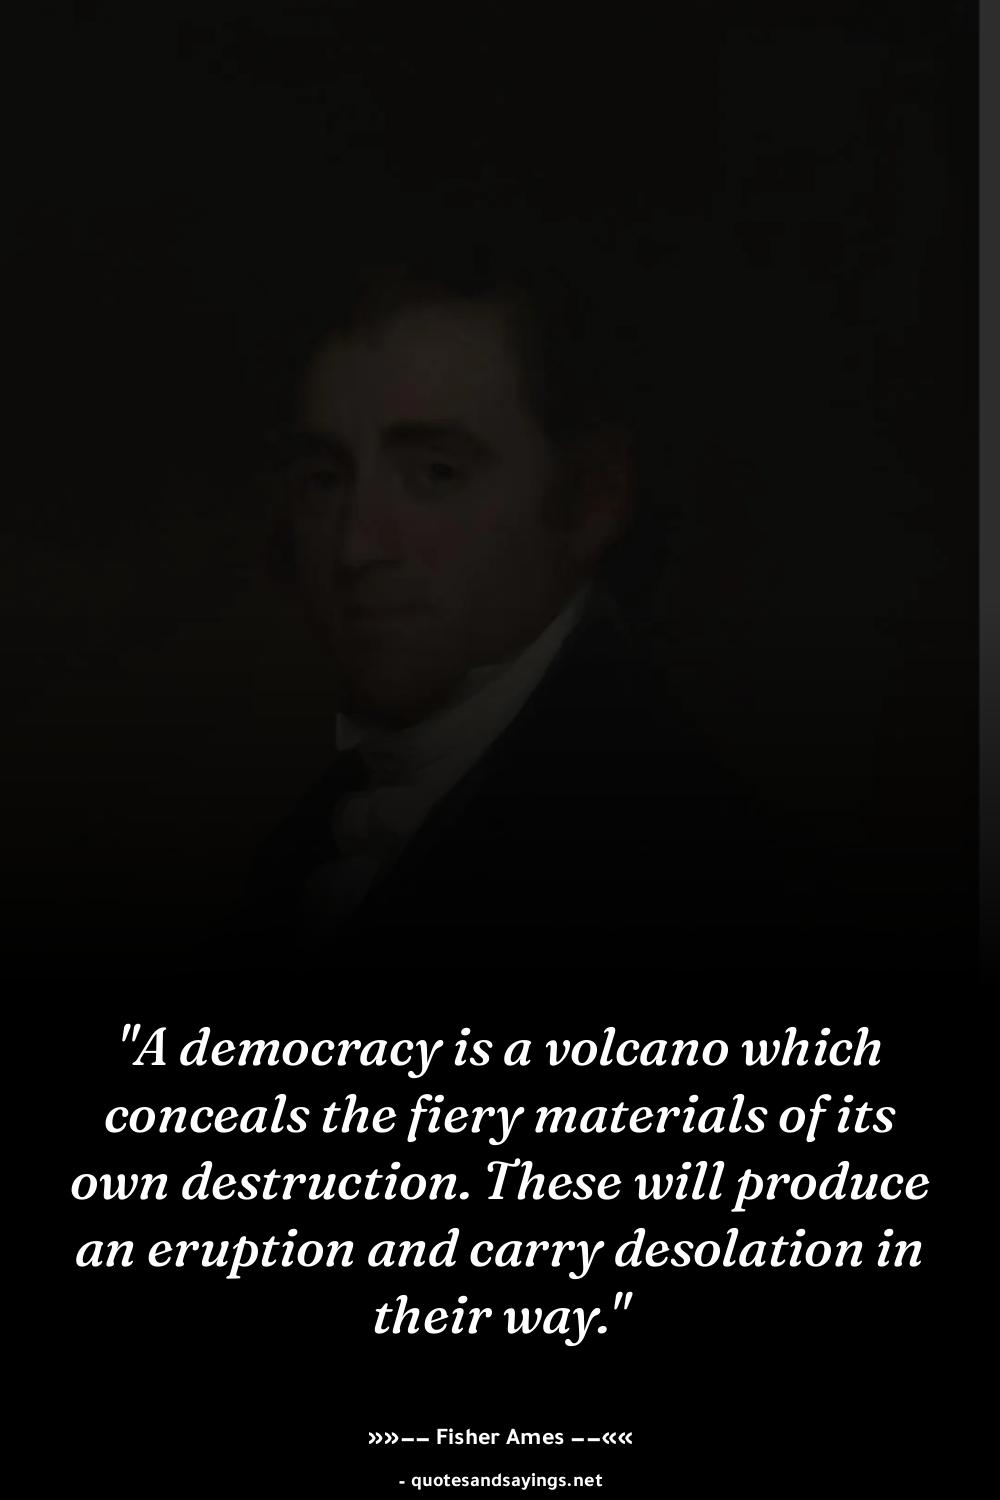 "A democracy is a volcano which
conceals the fiery materials of its
own destruction. These will produce
an eruption and carry desolation in
their way."
»»−− Fisher Ames −−««
- quotesandsayings.net